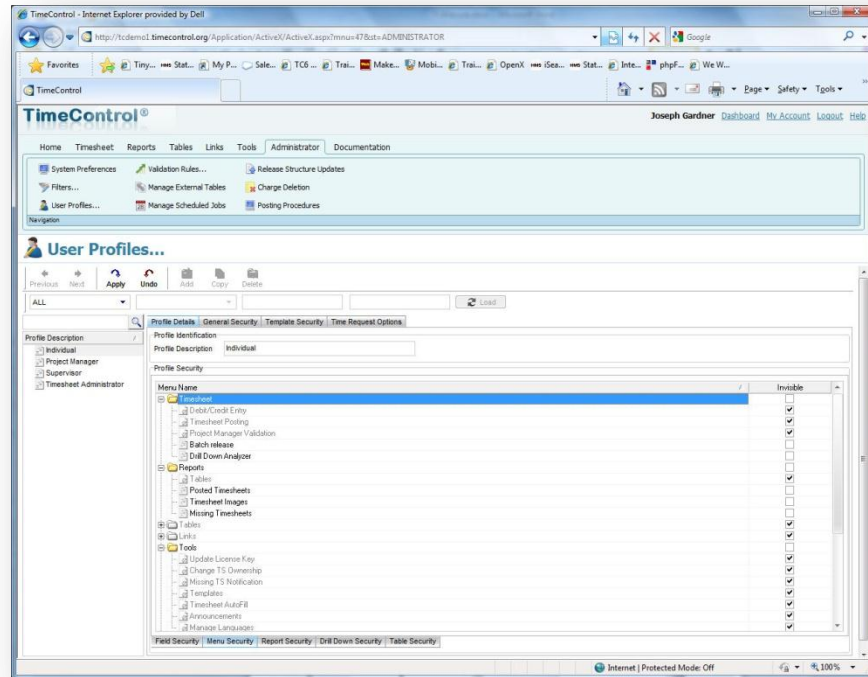 TimeControl - Internet Explorer provided by Dell
http://tcdemo1.timecontrol.org/Application/ActiveX/ActiveX.aspx?mnu=47&st=ADMINISTRATOR
Google
Favorites Tiny... Stat... My P... Sale... TC6 ... Trai... Make... Mobi... Trai... OpenX iSea... Stat... Inte... phpF... We W...
TimeControl
Page Safety Tools
TimeControl®
Joseph Gardner Dashboard My Account Logout Help
Home Timesheet Reports Tables Links Tools Administrator Documentation
System Preferences Validation Rules... Release Structure Updates
Filters... Manage External Tables Charge Deletion
User Profiles... Manage Scheduled Jobs Posting Procedures
Navigation
User Profiles...
Previous Next Apply Undo Add Copy Delete
ALL Load
Profile Details General Security Template Security Time Request Options
Profile Description
Individual
Project Manager
Supervisor
Timesheet Administrator
Profile Identification
Profile Description Individual
Profile Security
Menu Name Invisible
Timesheet
Debit/Credit Entry
Timesheet Posting
Project Manager Validation
Batch release
Drill Down Analyzer
Reports
Tables
Posted Timesheets
Timesheet Images
Missing Timesheets
Tables
Links
Tools
Update License Key
Change TS Ownership
Missing TS Notification
Templates
Timesheet AutoFill
Announcements
Manage Languages
Field Security Menu Security Report Security Drill Down Security Table Security
Internet | Protected Mode: Off 100%